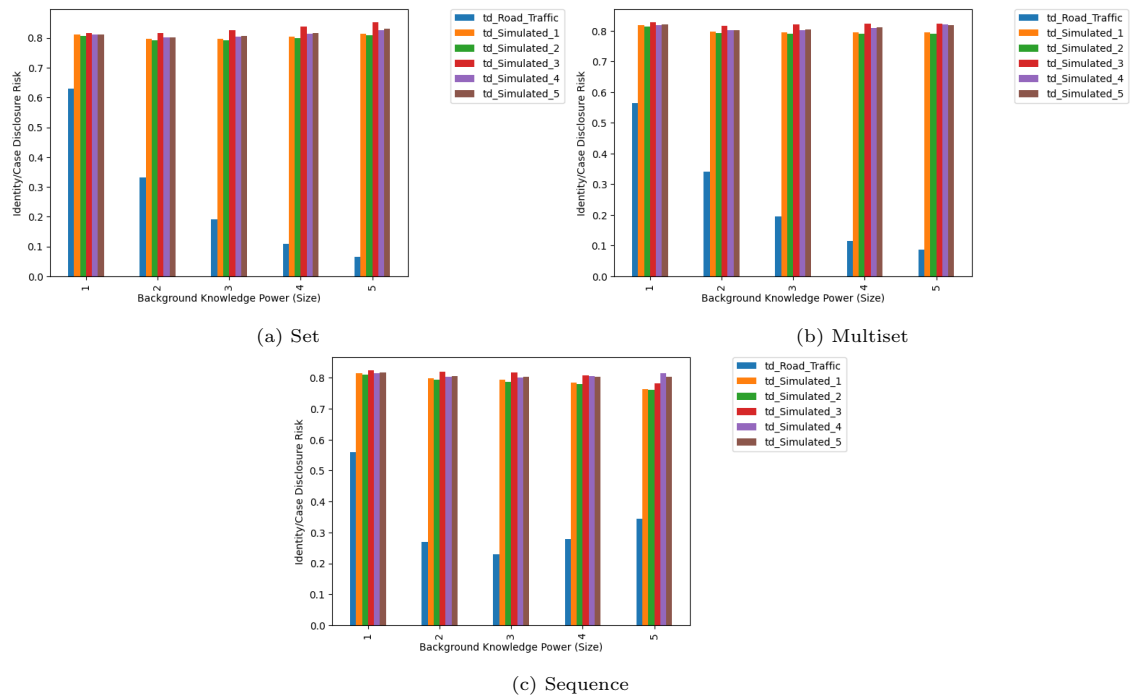 td_Road_Traffic
td_Simulated_1
td_Simulated_2
td_Simulated_3
td_Simulated_4
td_Simulated_5
Identity/Case Disclosure Risk
0.8
0.7
0.6
0.5
0.4
0.3
0.2
0.1
0.0
1 2 3 4 5
Background Knowledge Power (Size)
(a) Set
td_Road_Traffic
td_Simulated_1
td_Simulated_2
td_Simulated_3
td_Simulated_4
td_Simulated_5
Identity/Case Disclosure Risk
0.8
0.7
0.6
0.5
0.4
0.3
0.2
0.1
0.0
1 2 3 4 5
Background Knowledge Power (Size)
(b) Multiset
td_Road_Traffic
td_Simulated_1
td_Simulated_2
td_Simulated_3
td_Simulated_4
td_Simulated_5
Identity/Case Disclosure Risk
0.8
0.7
0.6
0.5
0.4
0.3
0.2
0.1
0.0
1 2 3 4 5
Background Knowledge Power (Size)
(c) Sequence